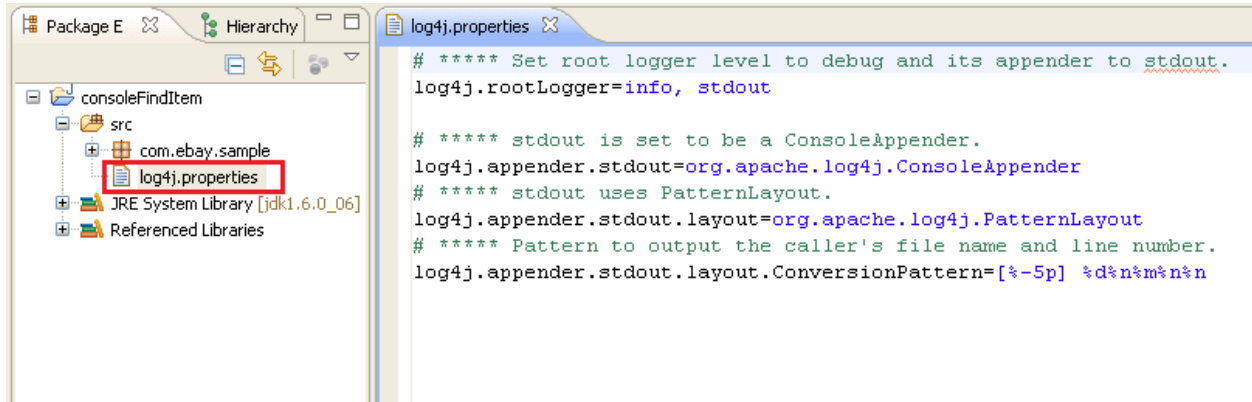 Package E
Hierarchy
consoleFindItem
src
com.ebay.sample
log4j.properties
JRE System Library [jdk1.6.0_06]
Referenced Libraries
log4j.properties
# ***** Set root logger level to debug and its appender to stdout.
log4j.rootLogger=info, stdout
# ***** stdout is set to be a ConsoleAppender.
log4j.appender.stdout=org.apache.log4j.ConsoleAppender
# ***** stdout uses PatternLayout.
log4j.appender.stdout.layout=org.apache.log4j.PatternLayout
# ***** Pattern to output the caller's file name and line number.
log4j.appender.stdout.layout.ConversionPattern=[%-5p] %d%n%m%n%n